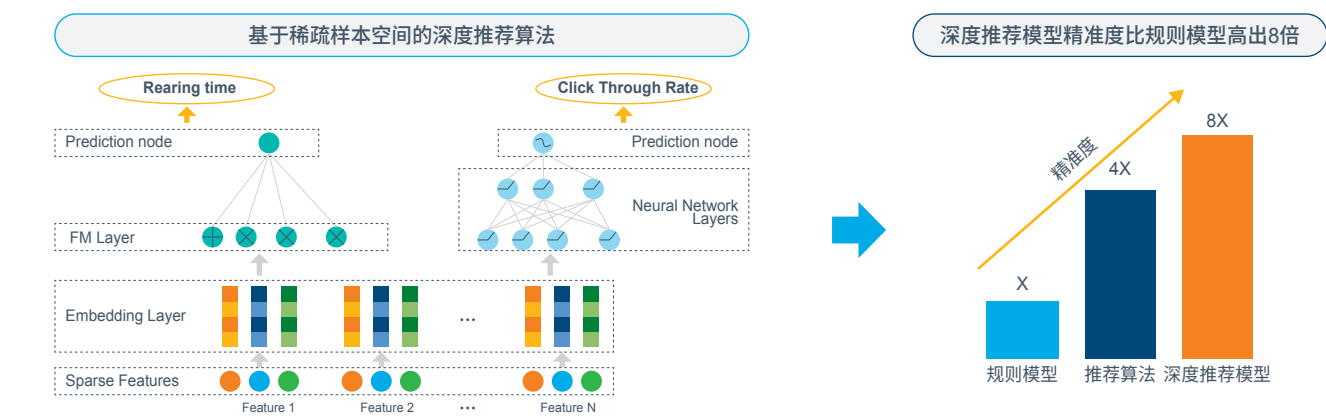 基于稀疏样本空间的深度推荐算法
Rearing time
Click Through Rate
Prediction node
Prediction node
Neural Network
Layers
FM Layer
Embedding Layer
...
Sparse Features
Feature 1
Feature 2
...
Feature N
深度推荐模型精准度比规则模型高出8倍
精准度
X
4X
8X
规则模型
推荐算法
深度推荐模型